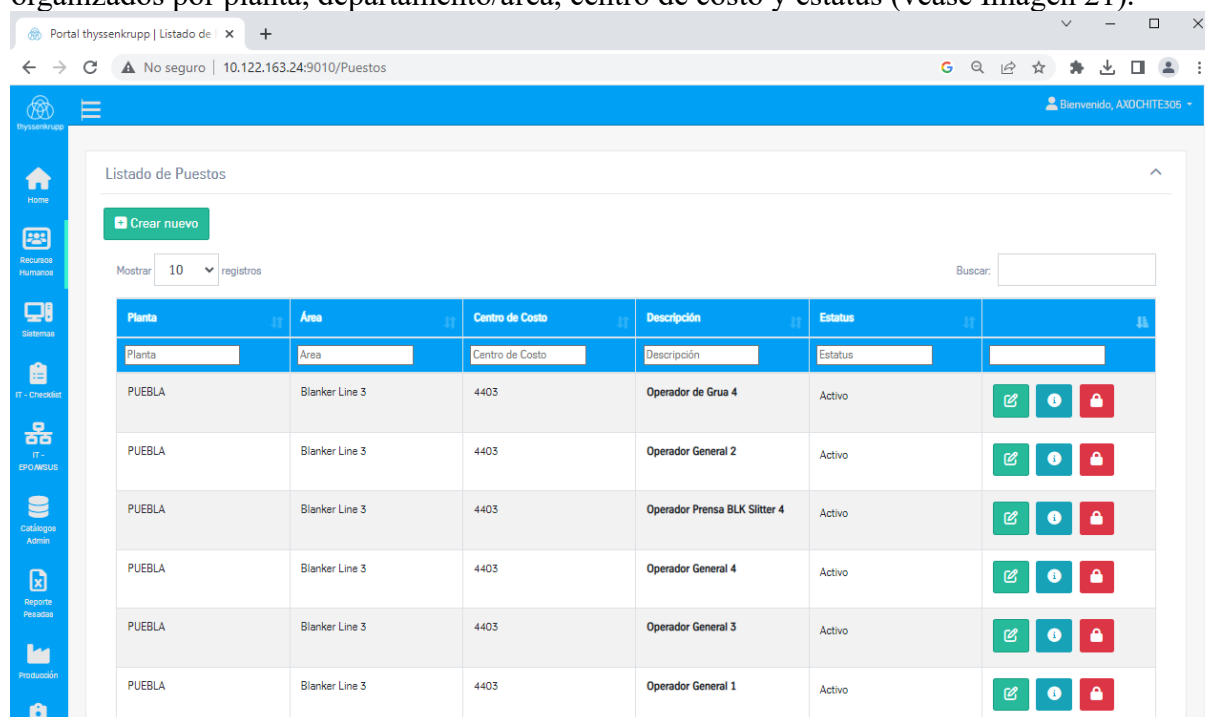 organizados por planta, departamento/área, centro de costo y estatus (véase Imagen 21).
Portal thyssenkrupp | Listado de
No seguro | 10.122.163.24:9010/Puestos
thyssenkrupp
Bienvenido, AXOCHITE305
Home
Recursos
Humanos
Sistemas
IT - Checklist
IT -
EPO/WSUS
Catálogos
Admin
Reporte
Pesadas
Producción
Listado de Puestos
Crear nuevo
Mostrar 10 registros
Buscar:
Planta Área Centro de Costo Descripción Estatus
Planta Area Centro de Costo Descripción Estatus
PUEBLA Blanker Line 3 4403 Operador de Grua 4 Activo
PUEBLA Blanker Line 3 4403 Operador General 2 Activo
PUEBLA Blanker Line 3 4403 Operador Prensa BLK Slitter 4 Activo
PUEBLA Blanker Line 3 4403 Operador General 4 Activo
PUEBLA Blanker Line 3 4403 Operador General 3 Activo
PUEBLA Blanker Line 3 4403 Operador General 1 Activo